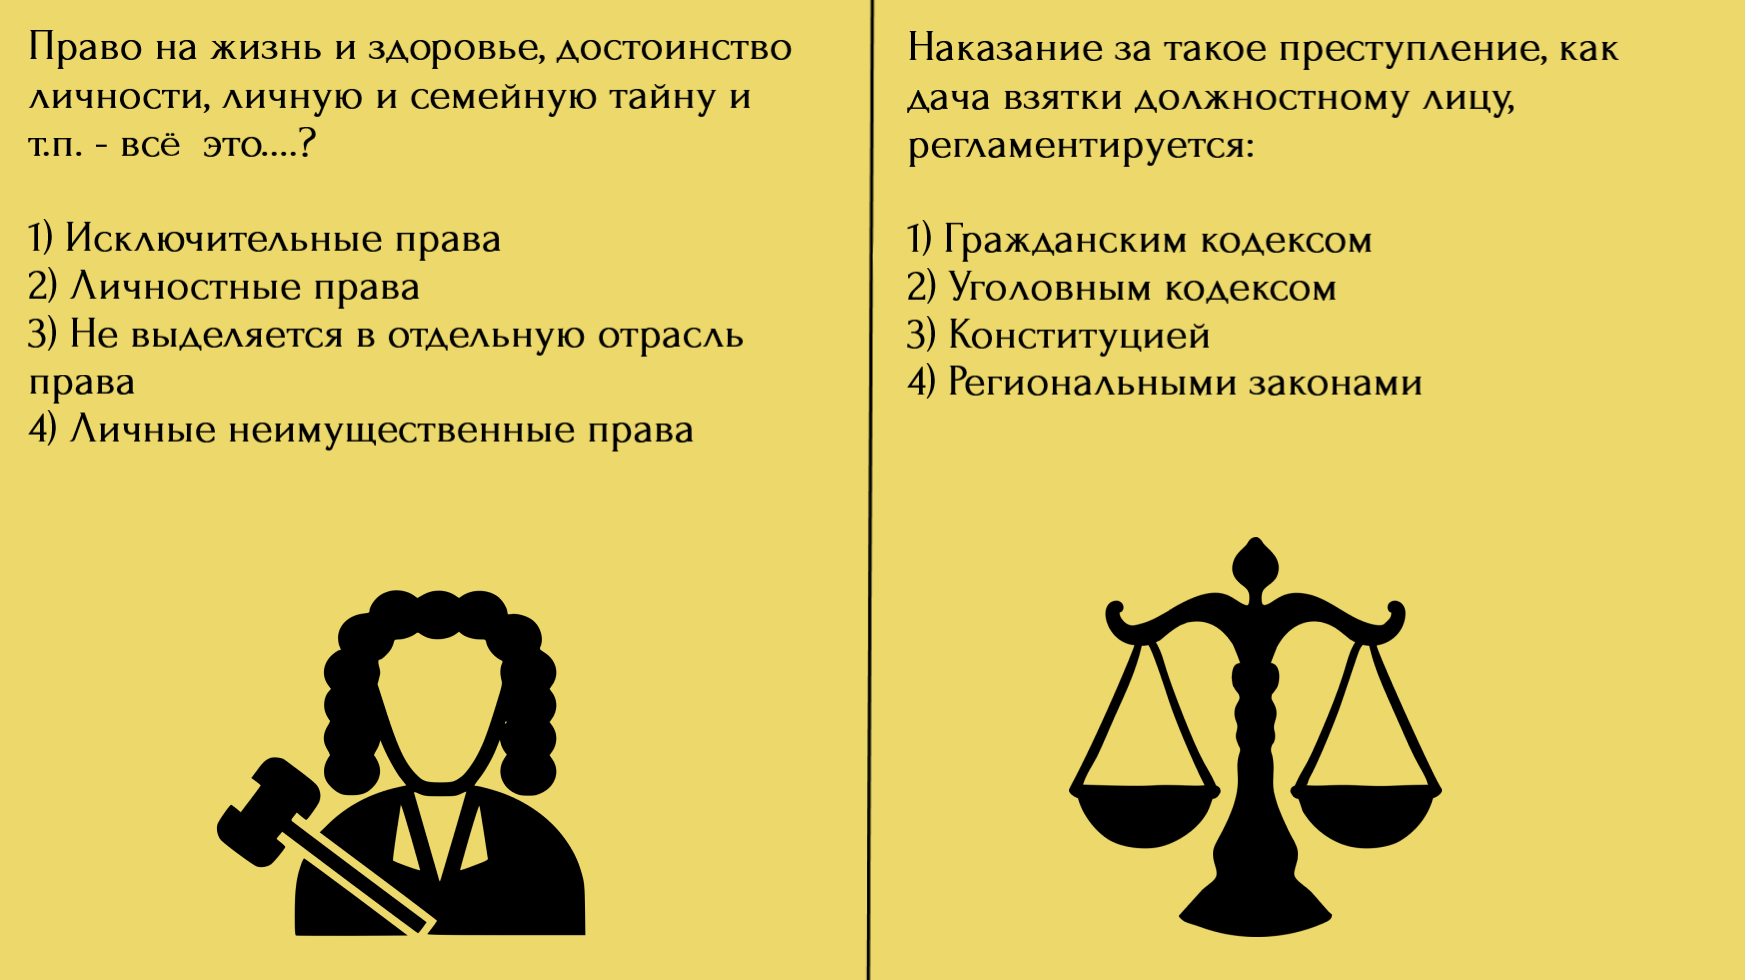 Право на жизнь и здоровье, достоинство
личности, личную и семейную тайну и
т.п. - всё  это....?
1) Исключительные права
2) Личностные права
3) Не выделяется в отдельную отрасль
права
4) Личные неимущественные права
Наказание за такое преступление, как
дача взятки должностному лицу,
регламентируется:
1) Гражданским кодексом
2) Уголовным кодексом
3) Конституцией
4) Региональными законами